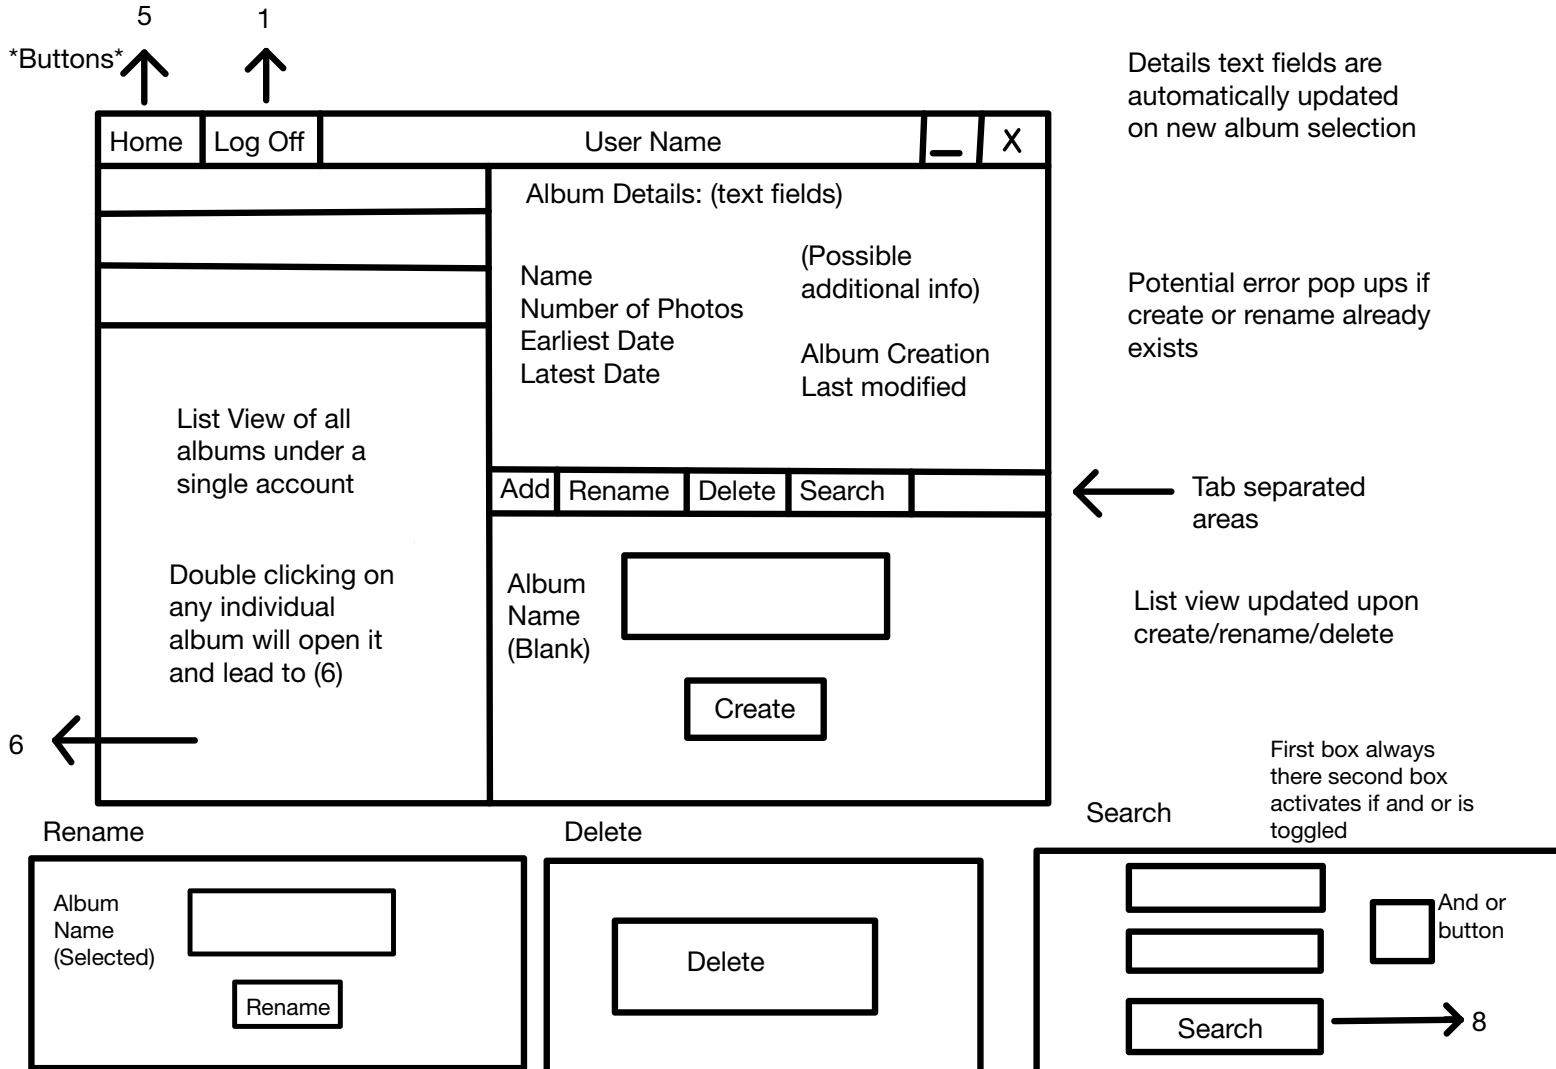 5
1
*Buttons*
Home
Log Off
User Name
_
X
Details text fields are
automatically updated
on new album selection
Album Details: (text fields)
Name
Number of Photos
Earliest Date
Latest Date
(Possible
additional info)
Album Creation
Last modified
Potential error pop ups if
create or rename already
exists
List View of all
albums under a
single account
Double clicking on
any individual
album will open it
and lead to (6)
6
Add
Rename
Delete
Search
Tab separated
areas
Album
Name
(Blank)
Create
List view updated upon
create/rename/delete
Rename
Album
Name
(Selected)
Rename
Delete
Delete
Search
First box always
there second box
activates if and or is
toggled
And or
button
Search
8